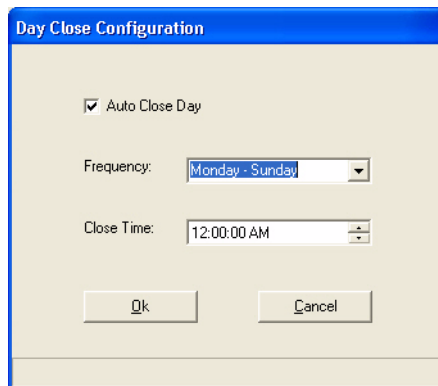 Day Close Configuration
Auto Close Day
Frequency: Monday - Sunday
Close Time: 12:00:00 AM
Ok Cancel